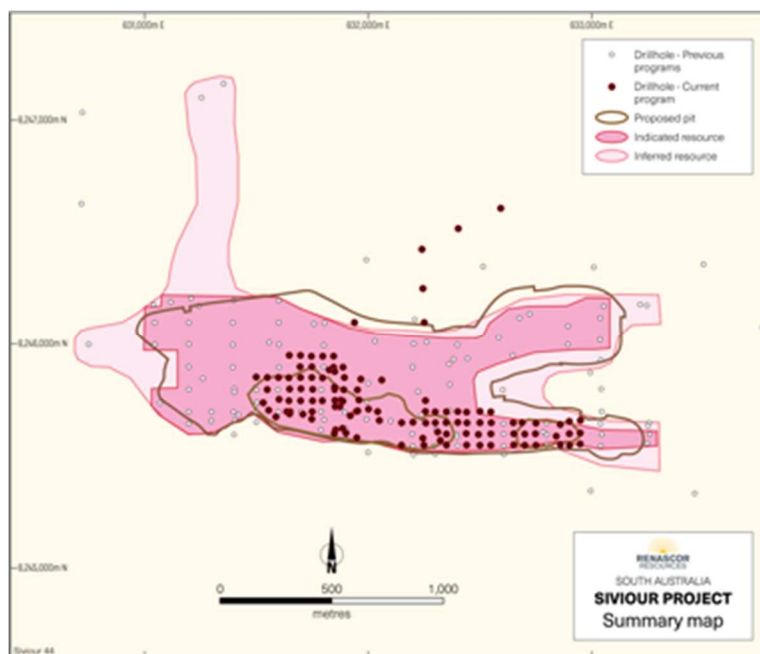 631,000m E
632,000m E
633,000m E
Drillhole - Previous
programs
Drillhole - Current
program
Proposed pit
Indicated resource
Inferred resource
6,247,000m N
6,246,000m N
6,245,000m N
N
0 500 1,000
metres
RENASCOR
RESOURCES
SOUTH AUSTRALIA
SIVIOUR PROJECT
Summary map
Siviour 44